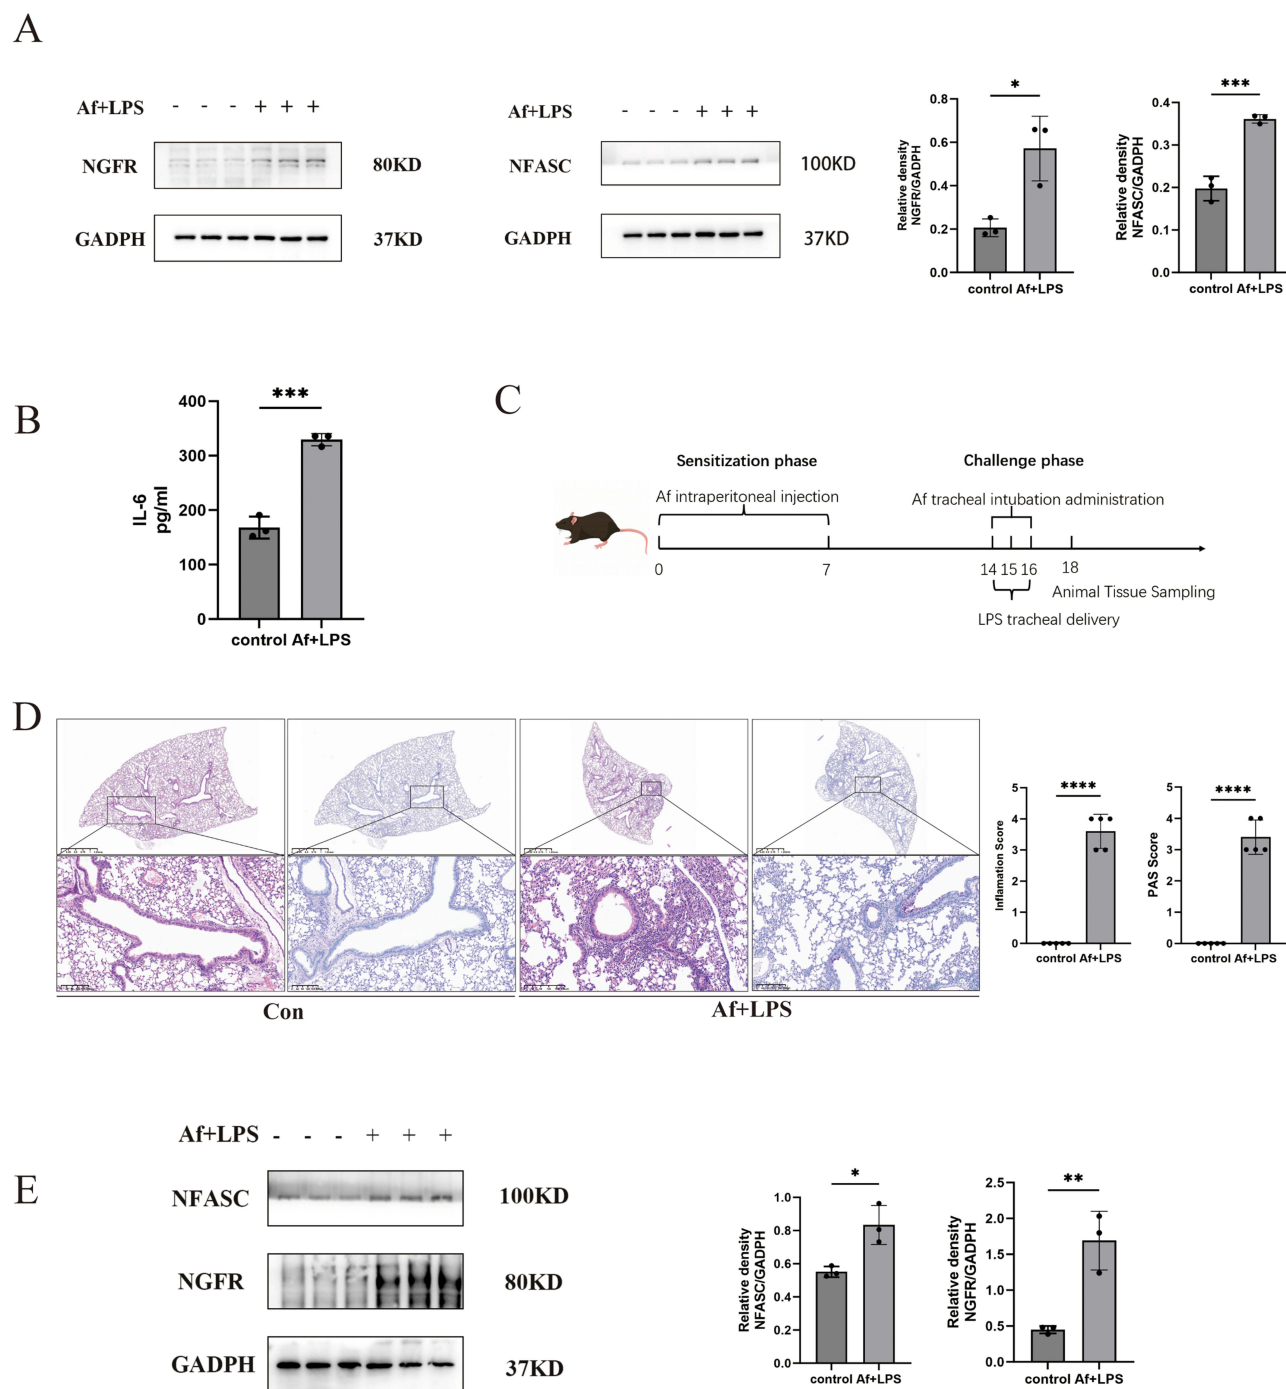 A
Af+LPS - - - + + +
NGFR 80KD
GADPH 37KD
Af+LPS - - - + + +
NFASC 100KD
GADPH 37KD
*
Relative density
NGFR/GADPH
0.8
0.6
0.4
0.2
0.0
control Af+LPS
***
Relative density
NFASC/GADPH
0.4
0.3
0.2
0.1
0.0
control Af+LPS
B
***
IL-6
pg/ml
400
300
200
100
0
control Af+LPS
C
Sensitization phase
Challenge phase
Af intraperitoneal injection
Af tracheal intubation administration
0 7 14 15 16 18
Animal Tissue Sampling
LPS tracheal delivery
D
Con
Af+LPS
****
Inflamation Score
5
4
3
2
1
0
control Af+LPS
****
PAS Score
5
4
3
2
1
0
control Af+LPS
E
Af+LPS - - - + + +
NFASC 100KD
NGFR 80KD
GADPH 37KD
*
Relative density
NFASC/GADPH
1.0
0.8
0.6
0.4
0.2
0.0
control Af+LPS
**
Relative density
NGFR/GADPH
2.5
2.0
1.5
1.0
0.5
0.0
control Af+LPS